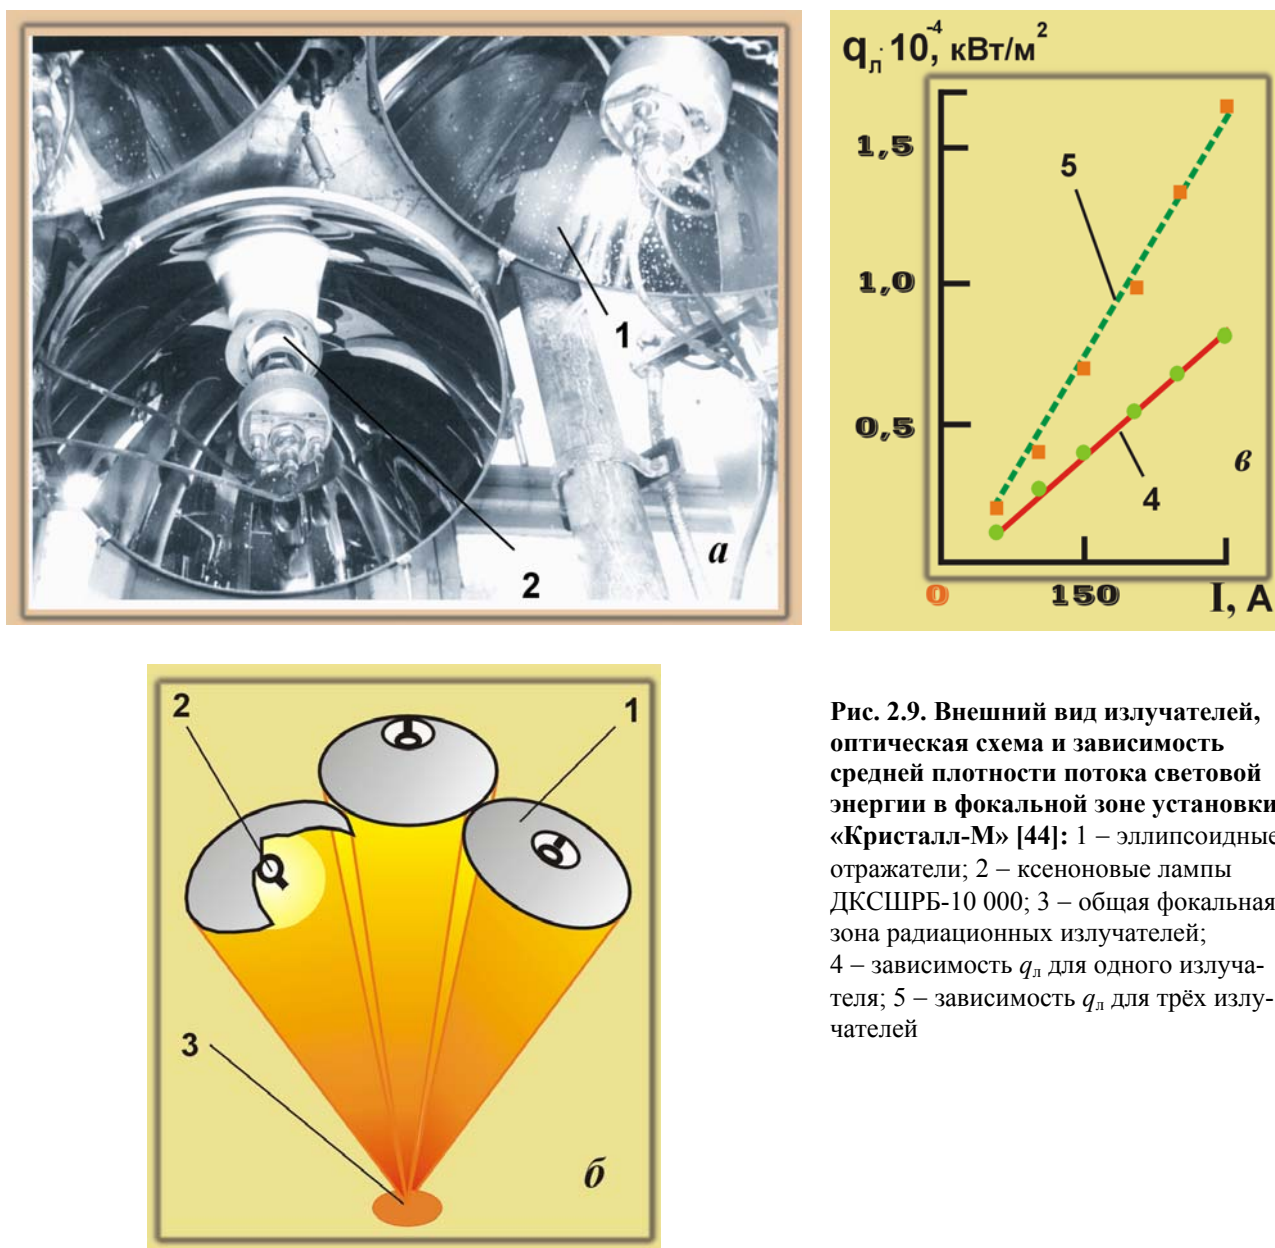 1
2
а
qл·10⁻⁴, кВт/м²
1,5
1,0
0,5
5
4
в
0
150
I, А
2
1
3
б
Рис. 2.9. Внешний вид излучателей,
оптическая схема и зависимость
средней плотности потока световой
энергии в фокальной зоне установки
«Кристалл-М» [44]: 1 – эллипсоидные
отражатели; 2 – ксеноновые лампы
ДКСШРБ-10 000; 3 – общая фокальная
зона радиационных излучателей;
4 – зависимость qл для одного излуча-
теля; 5 – зависимость qл для трёх излу-
чателей